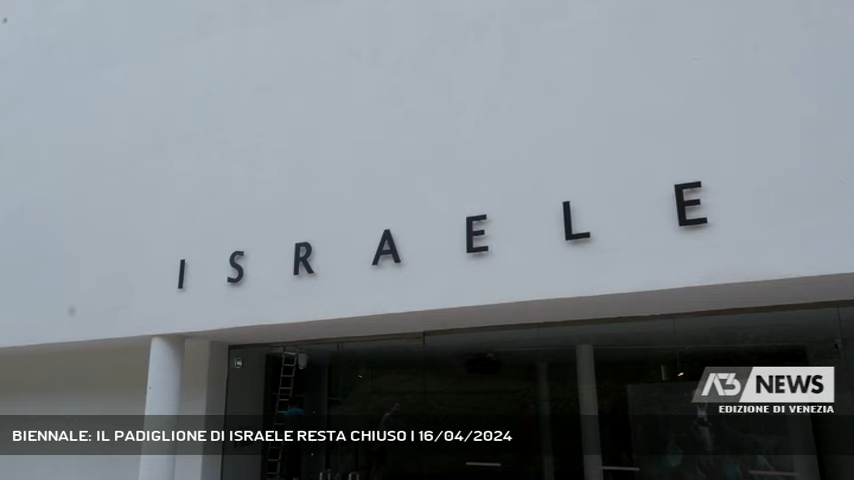 ISRAELE
A3 NEWS
EDIZIONE DI VENEZIA
BIENNALE: IL PADIGLIONE DI ISRAELE RESTA CHIUSO | 16/04/2024